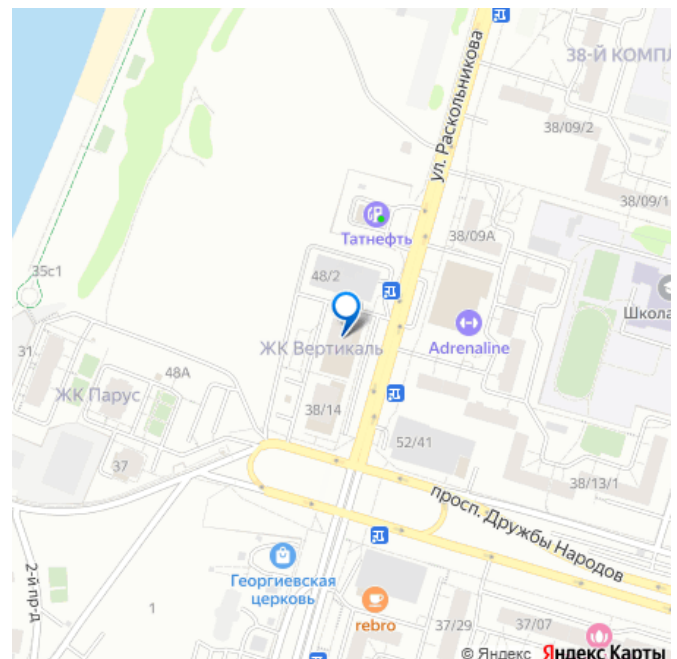 38-Й КОМПЛ
ул. Раскольникова
38/09/2
38/09/1
Татнефть
38/09А
35с1
48/2
Школа
Adrenaline
ЖК Вертикаль
31
48А
ЖК Парус
38/14
52/41
37
38/13/1
просп. Дружбы Народов
2-й пр-д
Георгиевская
церковь
1
rebro
37/29
37/07
© Яндекс Яндекс Карты